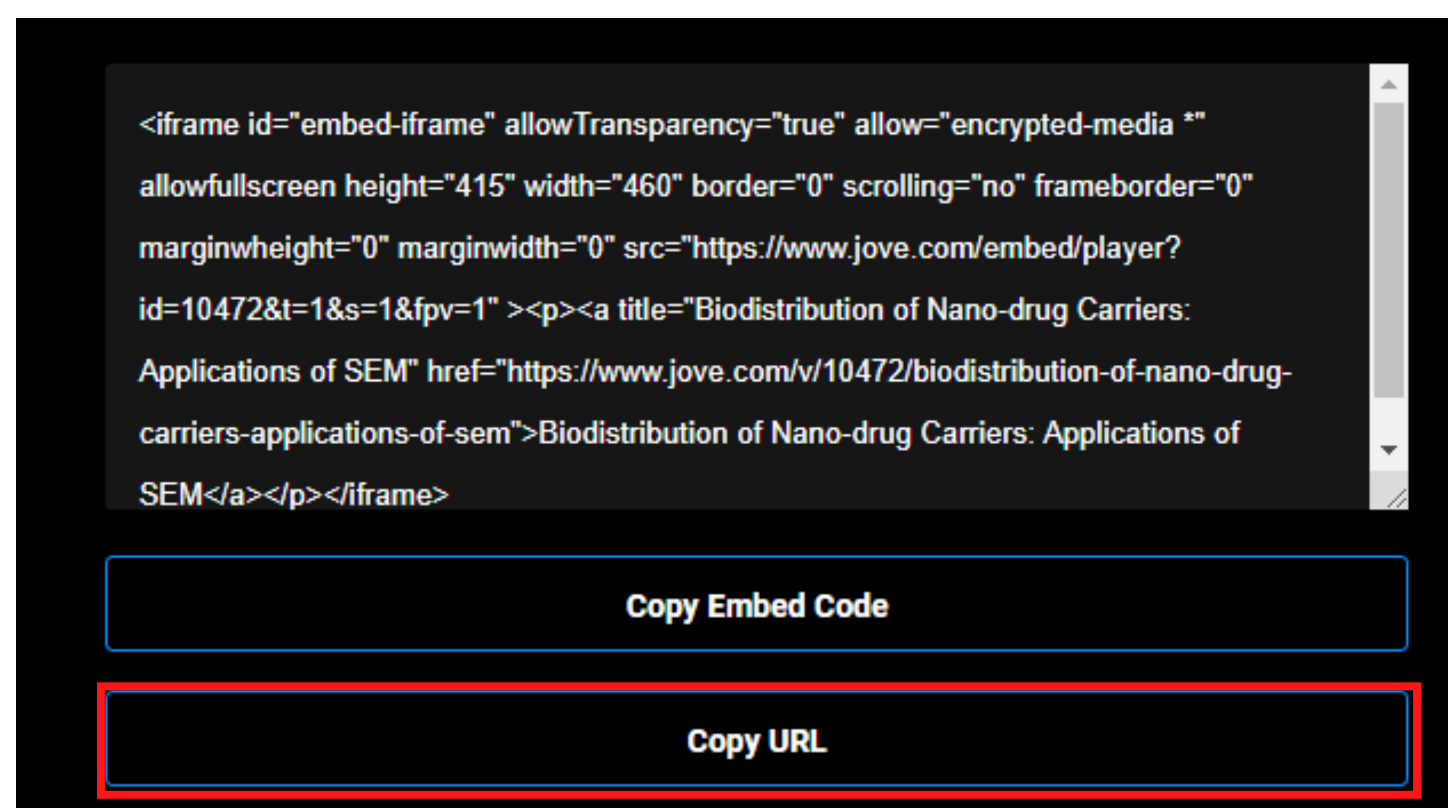 <iframe id="embed-iframe" allowTransparency="true" allow="encrypted-media *"
allowfullscreen height="415" width="460" border="0" scrolling="no" frameborder="0"
marginwheight="0" marginwidth="0" src="https://www.jove.com/embed/player?
id=10472&t=1&s=1&fpv=1" ><p><a title="Biodistribution of Nano-drug Carriers:
Applications of SEM" href="https://www.jove.com/v/10472/biodistribution-of-nano-drug-
carriers-applications-of-sem">Biodistribution of Nano-drug Carriers: Applications of
SEM</a></p></iframe>
Copy Embed Code
Copy URL